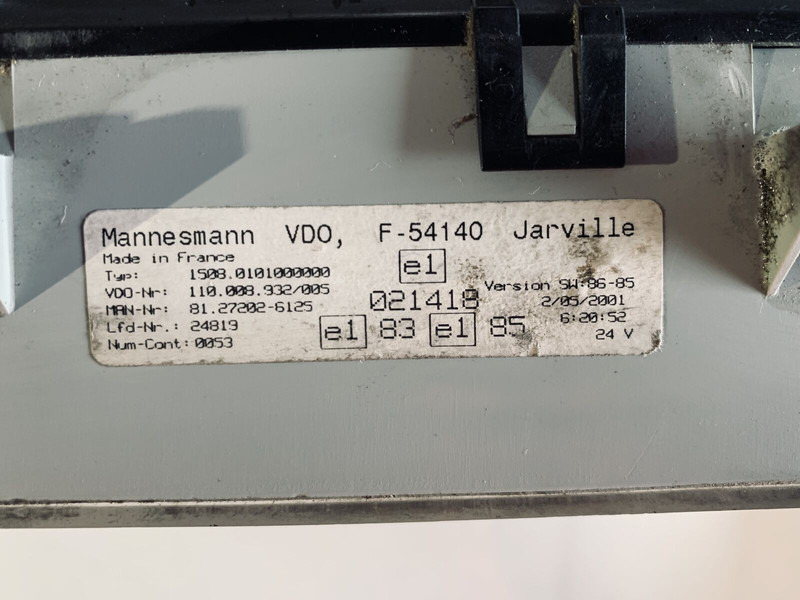 Mannesmann VDO, F-54140 Jarville
Made in France
e1
Typ: 1508.0101000000
Version SW:86-85
VDO-Nr: 110.008.932/005
021418
2/05/2001
MAN-Nr: 81.27202-6125
6:20:52
Lfd-Nr.: 24819
e1 83 e1 85
24 V
Num-Cont: 0053